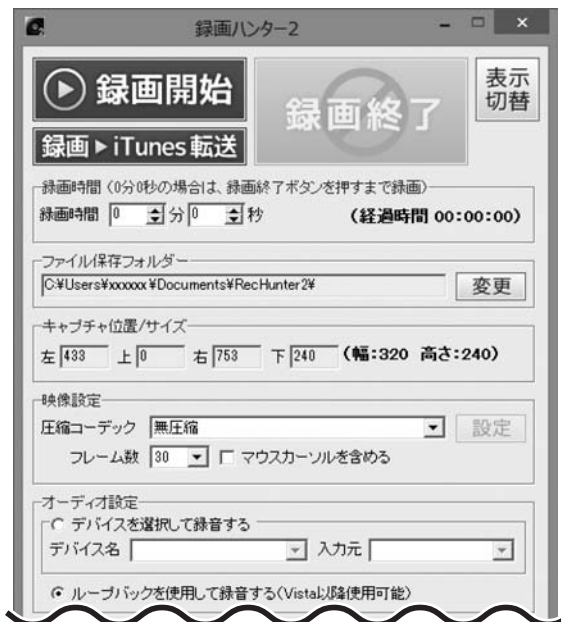 録画ハンター2
録画開始
録画終了
表示
切替
録画▶iTunes転送
録画時間（0分0秒の場合は、録画終了ボタンを押すまで録画）
録画時間 0 分 0 秒 （経過時間 00:00:00）
ファイル保存フォルダー
C:¥Users¥xxxxxx¥Documents¥RecHunter2¥ 変更
キャプチャ位置/サイズ
左 433 上 0 右 753 下 240 （幅:320 高さ:240）
映像設定
圧縮コーデック 無圧縮 設定
フレーム数 30 マウスカーソルを含める
オーディオ設定
デバイスを選択して録音する
デバイス名 入力元
ループバックを使用して録音する(Vista以降使用可能)